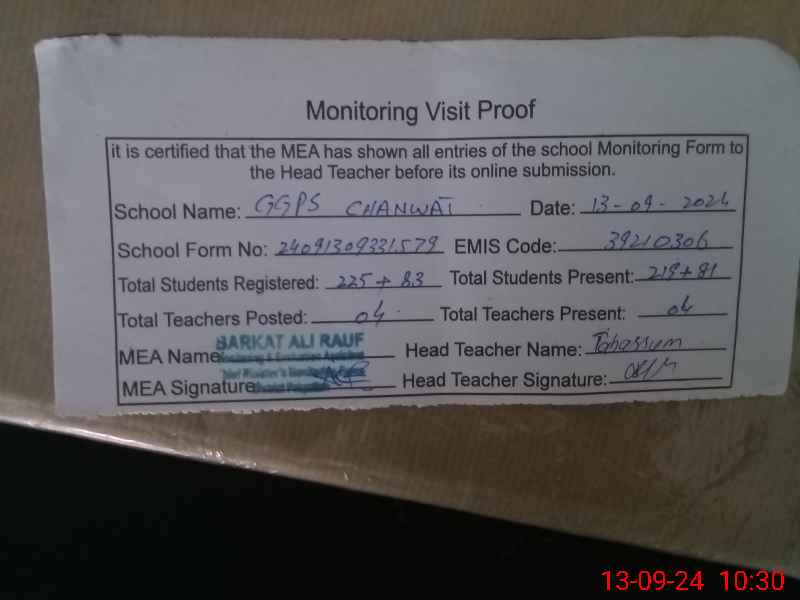 Monitoring Visit Proof
it is certified that the MEA has shown all entries of the school Monitoring Form to
the Head Teacher before its online submission.
School Name: GGPS CHANWAT Date: 13-09-2024
School Form No: 24091309331579 EMIS Code: 39210306
Total Students Registered: 225+83 Total Students Present: 219+81
Total Teachers Posted: 04 Total Teachers Present: 04
BARKAT ALI RAUF
MEA Name Head Teacher Name: Tabassum
MEA Signature Head Teacher Signature:
13-09-24 10:30